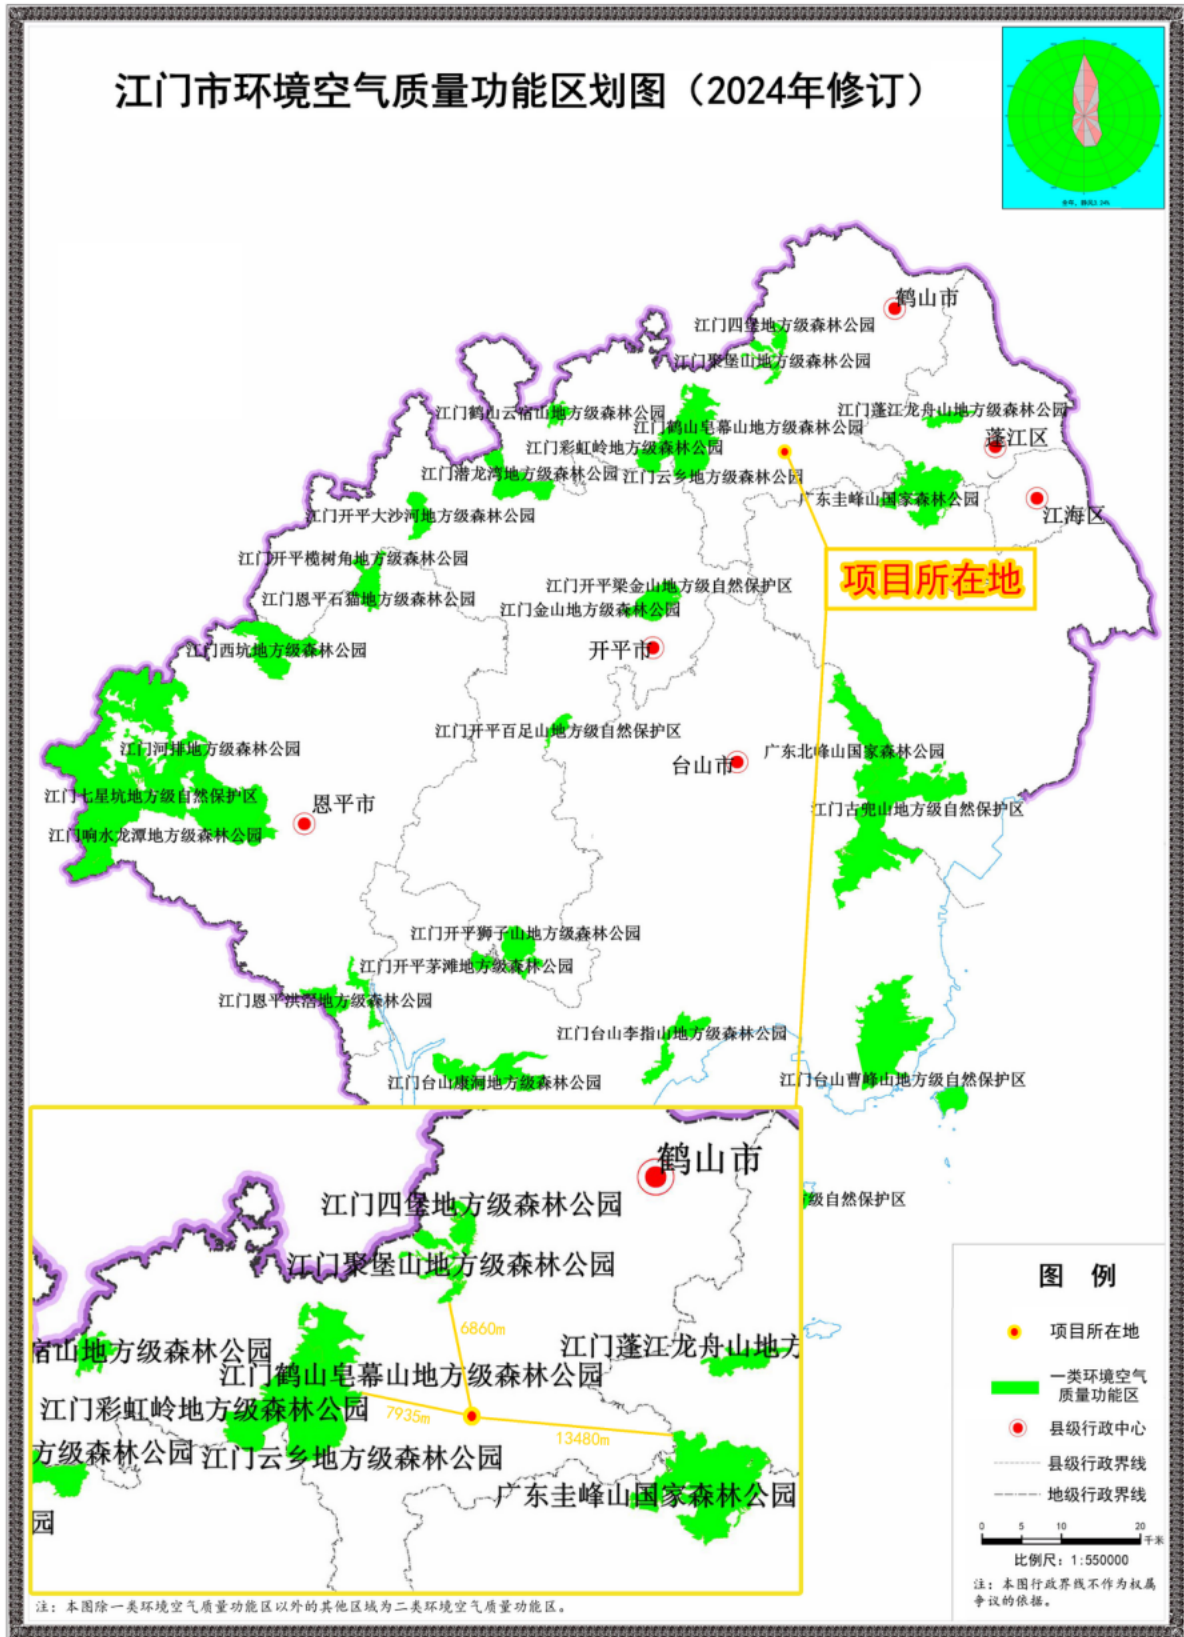 江门市环境空气质量功能区划图（2024年修订）
全年，静风3.34%
鹤山市
江门四堡地方级森林公园
江门聚堡山地方级森林公园
江门鹤山云宿山地方级森林公园
江门蓬江龙舟山地方级森林公园
江门鹤山皂幕山地方级森林公园
蓬江区
江门彩虹岭地方级森林公园
江门潜龙湾地方级森林公园
江门云乡地方级森林公园
广东圭峰山国家森林公园
江门开平大沙河地方级森林公园
江海区
江门开平榄树角地方级森林公园
项目所在地
江门开平梁金山地方级自然保护区
江门恩平石猫地方级森林公园
江门金山地方级森林公园
江门西坑地方级森林公园
开平市
江门开平百足山地方级自然保护区
江门河排地方级森林公园
广东北峰山国家森林公园
台山市
江门七星坑地方级自然保护区
恩平市
江门古兜山地方级自然保护区
江门响水龙潭地方级森林公园
江门开平狮子山地方级森林公园
江门开平茅滩地方级森林公园
江门恩平洪滔地方级森林公园
江门台山李指山地方级森林公园
江门台山康洞地方级森林公园
江门台山曹峰山地方级自然保护区
鹤山市
江门四堡地方级森林公园
级自然保护区
江门聚堡山地方级森林公园
6860m
宿山地方级森林公园
江门蓬江龙舟山地方
江门鹤山皂幕山地方级森林公园
江门彩虹岭地方级森林公园
7935m
13480m
方级森林公园
江门云乡地方级森林公园
广东圭峰山国家森林公园
园
图 例
项目所在地
一类环境空气
质量功能区
县级行政中心
县级行政界线
地级行政界线
0 5 10 20
千米
比例尺：1:550000
注：本图行政界线不作为权属
争议的依据。
注：本图除一类环境空气质量功能区以外的其他区域为二类环境空气质量功能区。